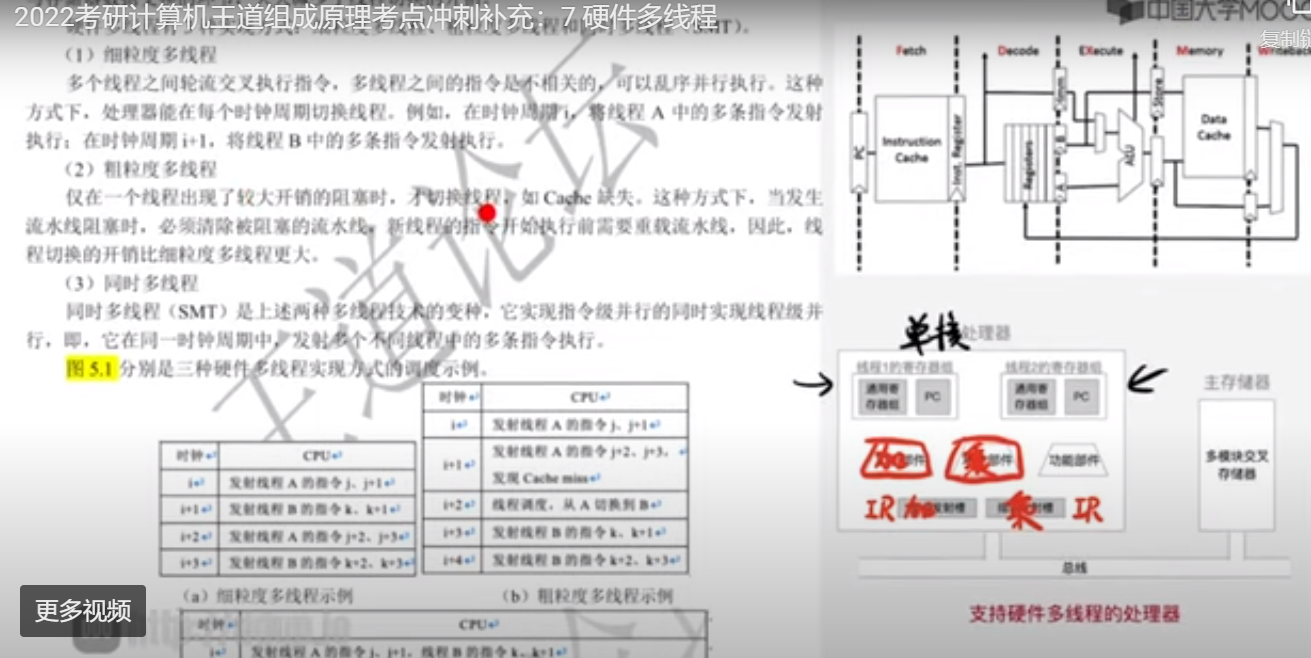 2022考研计算机王道组成原理考点冲刺补充：7 硬件多线程
中国大学MOOC
（1）细粒度多线程
多个线程之间轮流交叉执行指令，多线程之间的指令是不相关的，可以乱序并行执行。这种
方式下，处理器能在每个时钟周期切换线程。例如，在时钟周期 i，将线程 A 中的多条指令发射
执行；在时钟周期 i+1，将线程 B 中的多条指令发射执行。
（2）粗粒度多线程
仅在一个线程出现了较大开销的阻塞时，才切换线程，如 Cache 缺失。这种方式下，当发生
流水线阻塞时，必须清除被阻塞的流水线，新线程的指令开始执行前需要重载流水线，因此，线
程切换的开销比细粒度多线程更大。
（3）同时多线程
同时多线程（SMT）是上述两种多线程技术的变种，它实现指令级并行的同时实现线程级并
行，即，它在同一时钟周期中，发射多个不同线程中的多条指令执行。
图 5.1 分别是三种硬件多线程实现方式的调度示例。
时钟 CPU
i 发射线程 A 的指令 j、j+1
i+1 发射线程 B 的指令 k、k+1
i+2 发射线程 A 的指令 j+2、j+3
i+3 发射线程 B 的指令 k+2、k+3
（a）细粒度多线程示例
时钟 CPU
i 发射线程 A 的指令 j、j+1
i+1 发射线程 A 的指令 j+2、j+3，
发现 Cache miss
i+2 线程调度，从 A 切换到 B
i+3 发射线程 B 的指令 k、k+1
i+4 发射线程 B 的指令 k+2、k+3
（b）粗粒度多线程示例
时钟 CPU
i 发射线程 A 的指令 j、j+1，线程 B 的指令 k、k+1
更多视频
王道论坛
Fetch Decode EXecute Memory
PC
Instruction
Cache
Inst. Register
Registers
Imm
B
A
ALU
Store
Data
Cache
单核处理器
线程1的寄存器组 线程2的寄存器组
通用寄
存器组
PC
通用寄
存器组
PC
加 乘 功能部件
IR 加 乘 IR
主存储器
多模块交叉
存储器
总线
支持硬件多线程的处理器